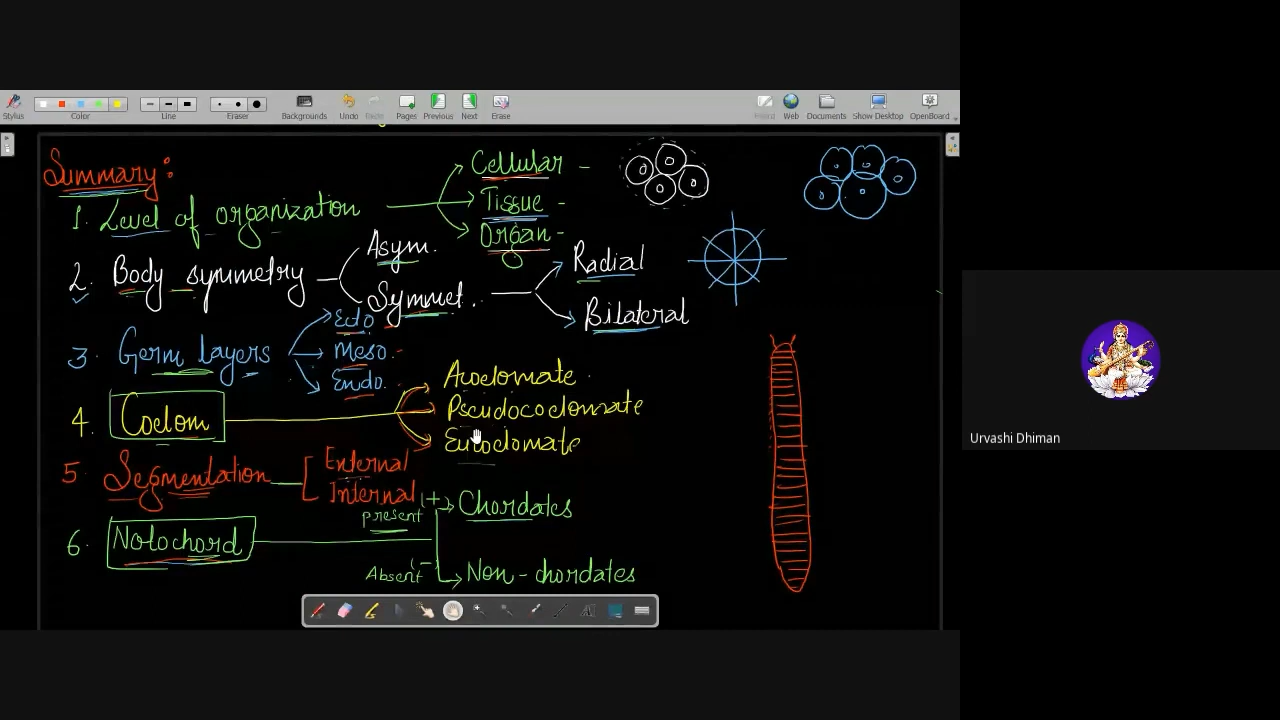 Stylus Color Line Eraser Backgrounds Undo Redo Pages Previous Next Erase Board Web Documents Show Desktop OpenBoard
Summary:
1. Level of organization
Cellular -
Tissue -
Organ -
2. Body symmetry
Asym.
Symmet.
Radial
Bilateral
3 Germ layers
Ecto
Meso
Endo.
4. Coelom
Acoelomate
Pseudocoelomate
Eucoelomate
5 Segmentation
External
Internal
6. Notochord
present (+) Chordates
Absent (- Non-chordates
Urvashi Dhiman